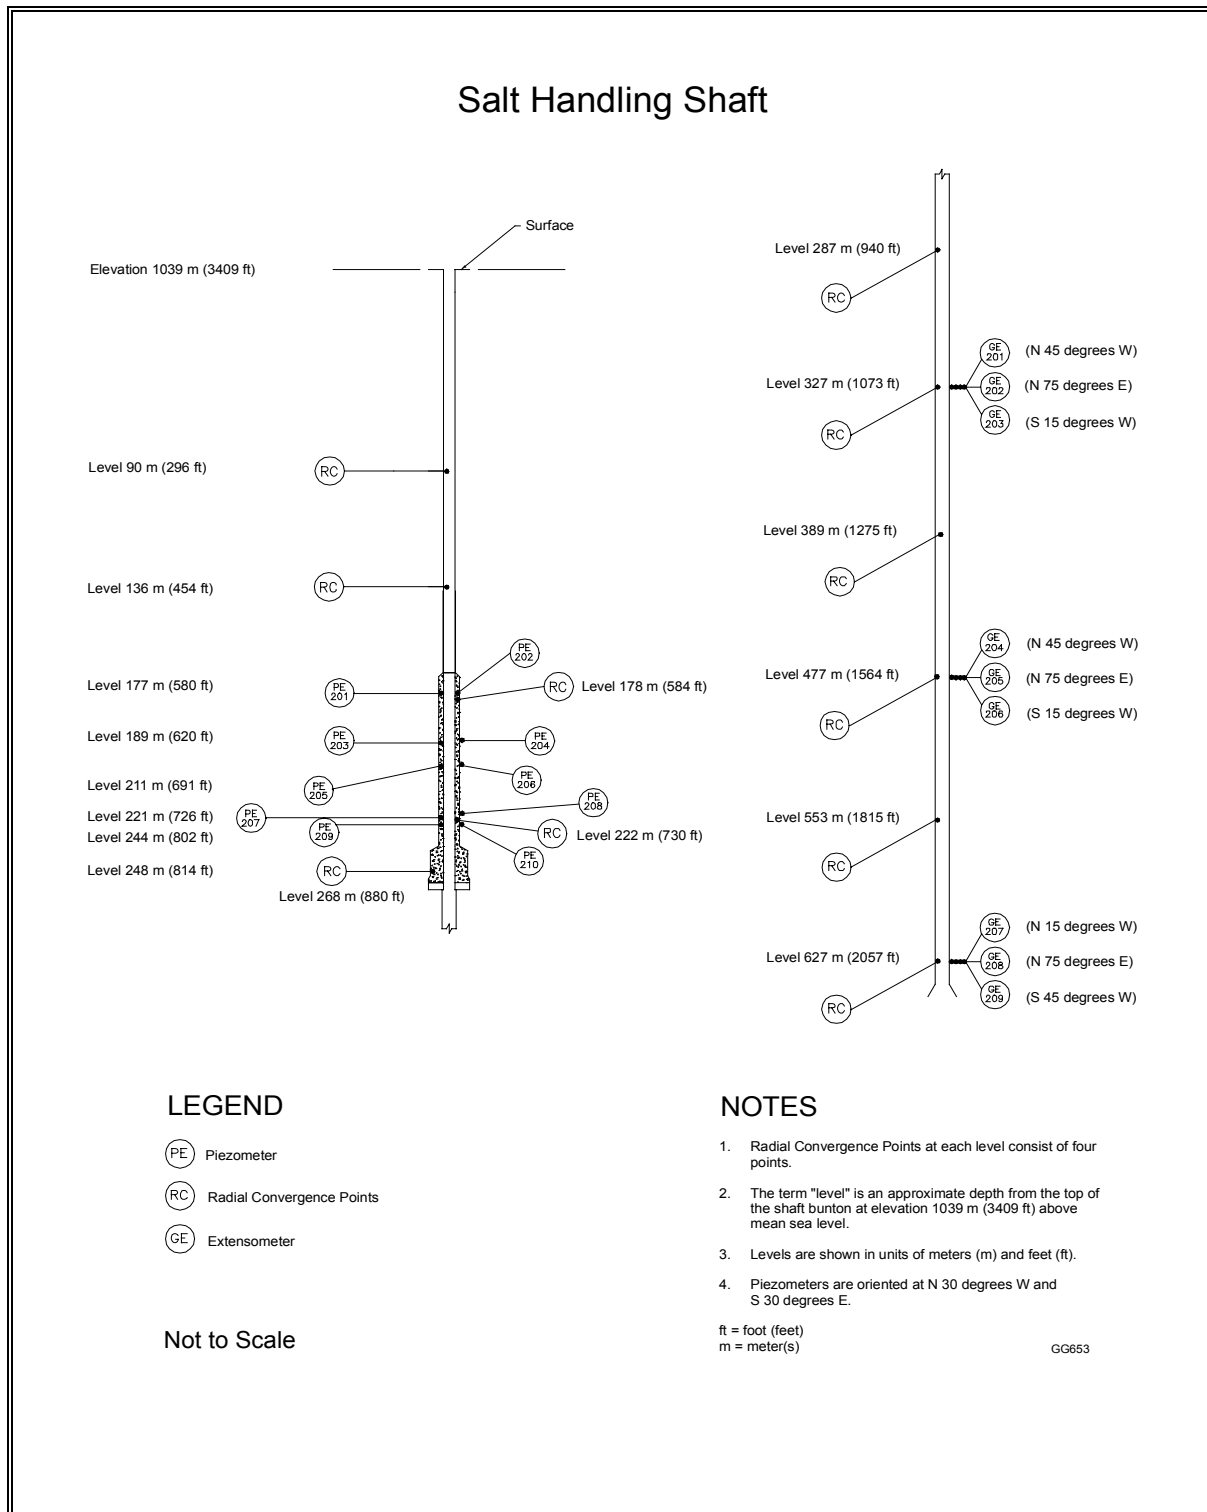 Salt Handling Shaft
Surface
Elevation 1039 m (3409 ft)
Level 90 m (296 ft)
RC
Level 136 m (454 ft)
RC
PE
202
Level 177 m (580 ft)
PE
201
RC
Level 178 m (584 ft)
Level 189 m (620 ft)
PE
203
PE
204
Level 211 m (691 ft)
PE
205
PE
206
Level 221 m (726 ft)
PE
207
PE
208
Level 244 m (802 ft)
PE
209
RC
Level 222 m (730 ft)
PE
210
Level 248 m (814 ft)
RC
Level 268 m (880 ft)
Level 287 m (940 ft)
RC
GE
201
(N 45 degrees W)
Level 327 m (1073 ft)
GE
202
(N 75 degrees E)
GE
203
(S 15 degrees W)
RC
Level 389 m (1275 ft)
RC
GE
204
(N 45 degrees W)
Level 477 m (1564 ft)
GE
205
(N 75 degrees E)
GE
206
(S 15 degrees W)
RC
Level 553 m (1815 ft)
RC
GE
207
(N 15 degrees W)
Level 627 m (2057 ft)
GE
208
(N 75 degrees E)
GE
209
(S 45 degrees W)
RC
LEGEND
PE Piezometer
RC Radial Convergence Points
GE Extensometer
Not to Scale
NOTES
1. Radial Convergence Points at each level consist of four
points.
2. The term "level" is an approximate depth from the top of
the shaft bunton at elevation 1039 m (3409 ft) above
mean sea level.
3. Levels are shown in units of meters (m) and feet (ft).
4. Piezometers are oriented at N 30 degrees W and
S 30 degrees E.
ft = foot (feet)
m = meter(s)
GG653